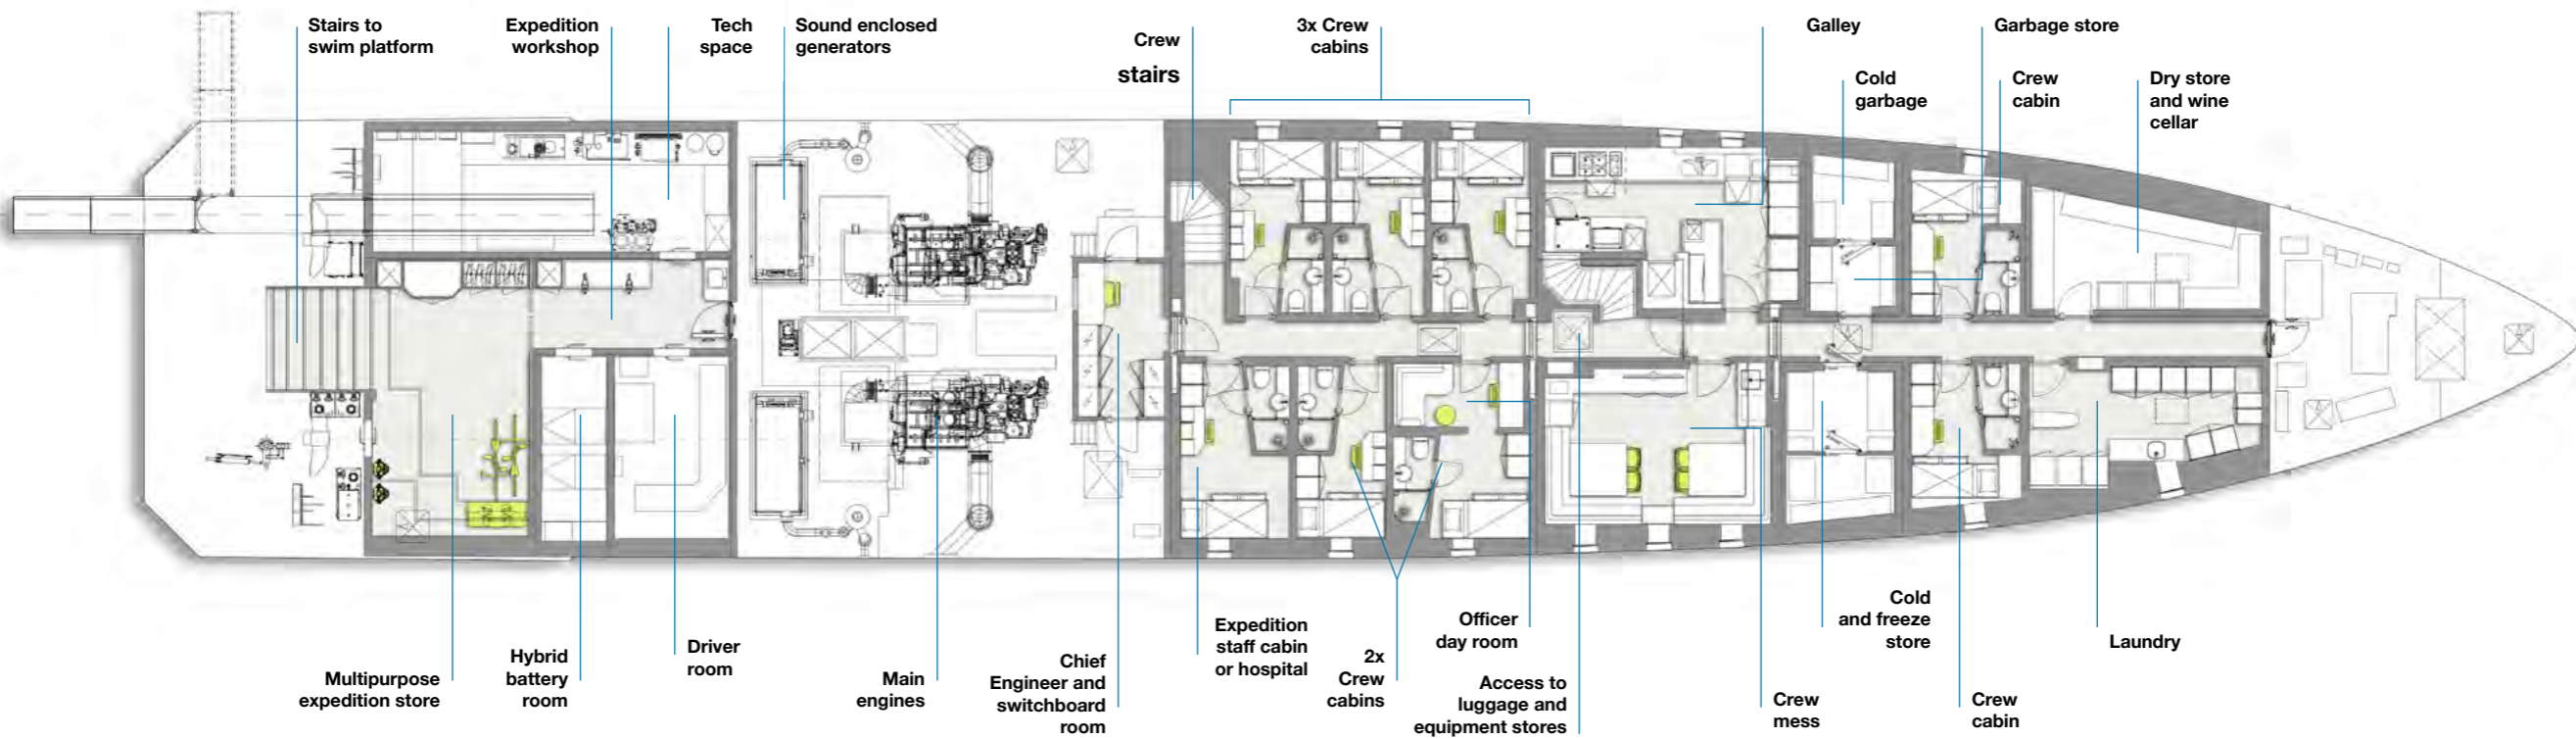 Stairs to
swim platform
Expedition
workshop
Tech
space
Sound enclosed
generators
Crew
stairs
3x Crew
cabins
Galley
Cold
garbage
Garbage store
Crew
cabin
Dry store
and wine
cellar
Multipurpose
expedition store
Hybrid
battery
room
Driver
room
Main
engines
Chief
Engineer and
switchboard
room
Expedition
staff cabin
or hospital
2x
Crew
cabins
Officer
day room
Access to
luggage and
equipment stores
Crew
mess
Cold
and freeze
store
Crew
cabin
Laundry